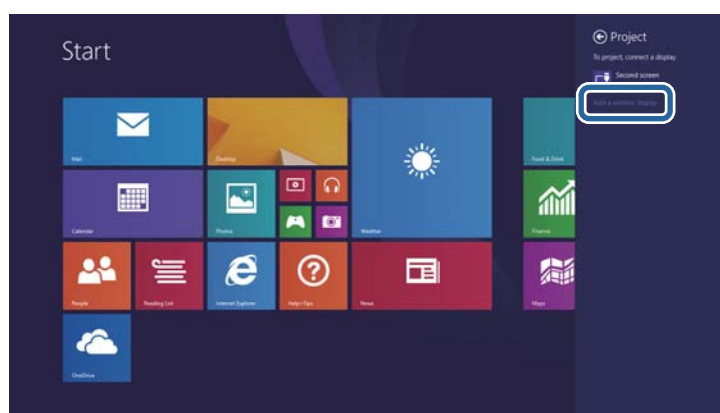 Start
Project
To project, connect a display.
Second screen
Add a wireless display
Mail
Desktop
Food & Drink
Calendar
Photos
Weather
Finance
People
Reading List
Internet Explorer
Help+Tips
News
Maps
OneDrive